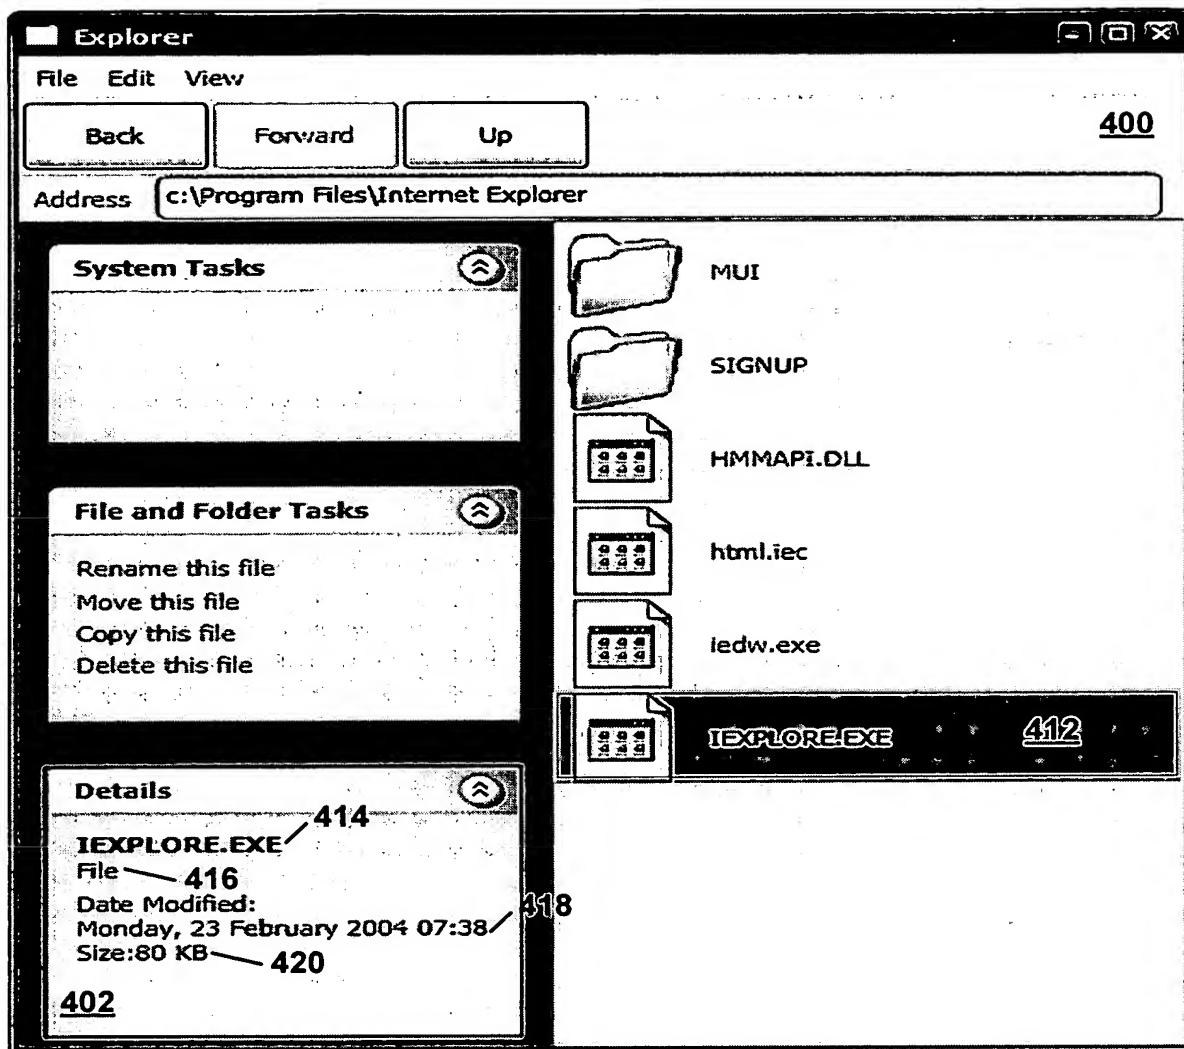 Explorer
File Edit View
Back Forward Up
400
Address c:\Program Files\Internet Explorer
System Tasks
File and Folder Tasks
Rename this file
Move this file
Copy this file
Delete this file
Details
IEXPLORE.EXE 414
File 416
Date Modified:
Monday, 23 February 2004 07:38 418
Size:80 KB 420
402
MUI
SIGNUP
HMMAPI.DLL
html.iec
iedw.exe
IEXPLORE.EXE 412